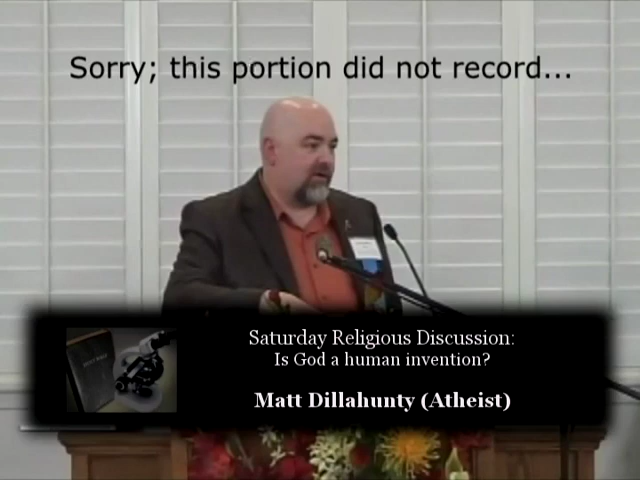 Sorry; this portion did not record...
Saturday Religious Discussion:
Is God a human invention?
Matt Dillahunty (Atheist)